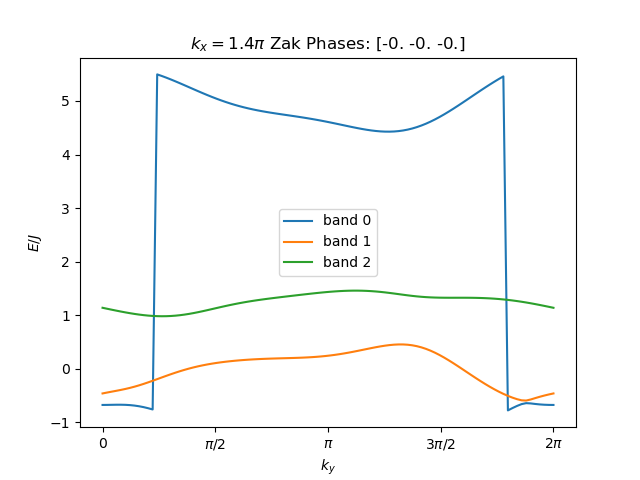 $k_x = 1.4\pi$ Zak Phases: [-0. -0. -0.]
E/J
5
4
3
2
1
0
−1
band 0
band 1
band 2
0
π/2
π
3π/2
2π
$k_y$